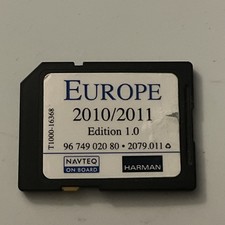 EUROPE
2010/2011
Edition 1.0
T1000-16368
96 749 020 80 • 2079.011
NAVTEQ
ON BOARD
HARMAN